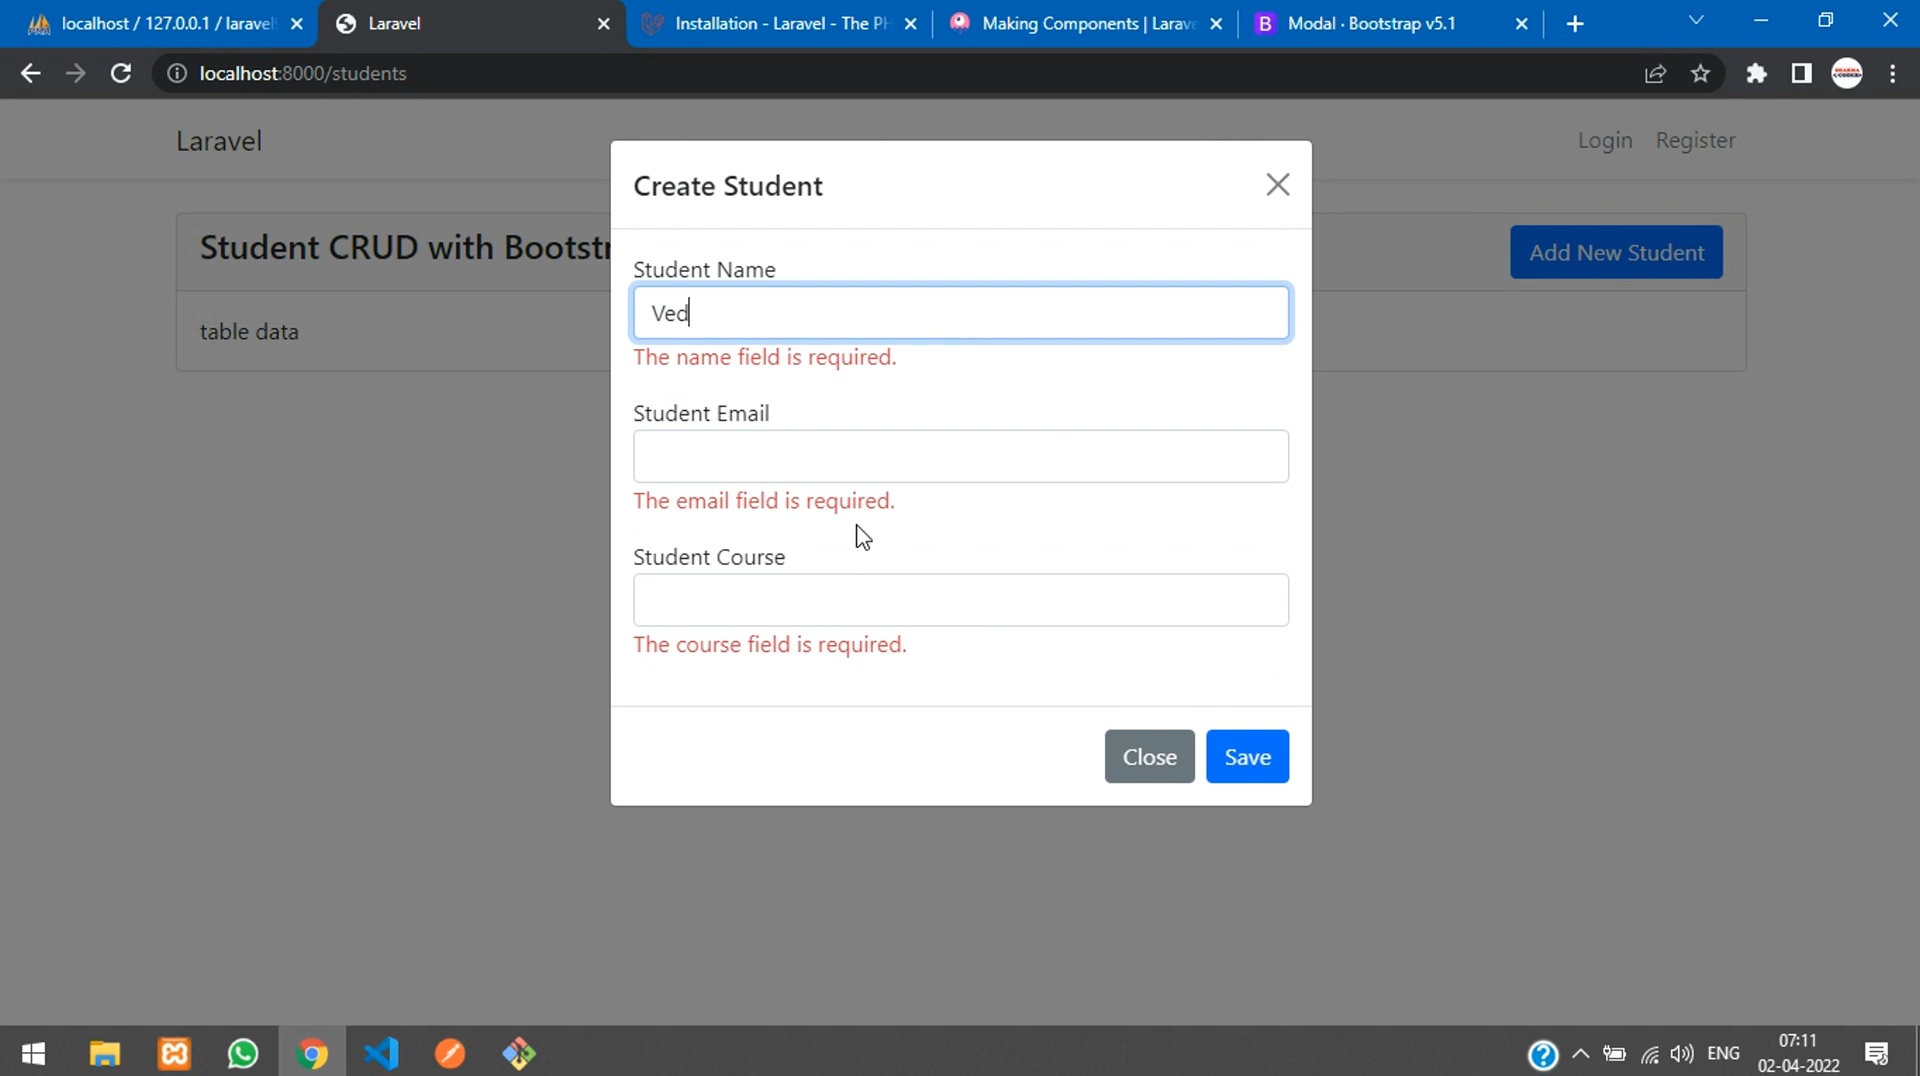 localhost / 127.0.0.1 / laravel
Laravel
Installation - Laravel - The PH
Making Components | Larave
Modal · Bootstrap v5.1
localhost:8000/students
Laravel
Login
Register
Create Student
Student CRUD with Bootstr
Add New Student
Student Name
Ved
table data
The name field is required.
Student Email
The email field is required.
Student Course
The course field is required.
Close
Save
ENG
07:11
02-04-2022